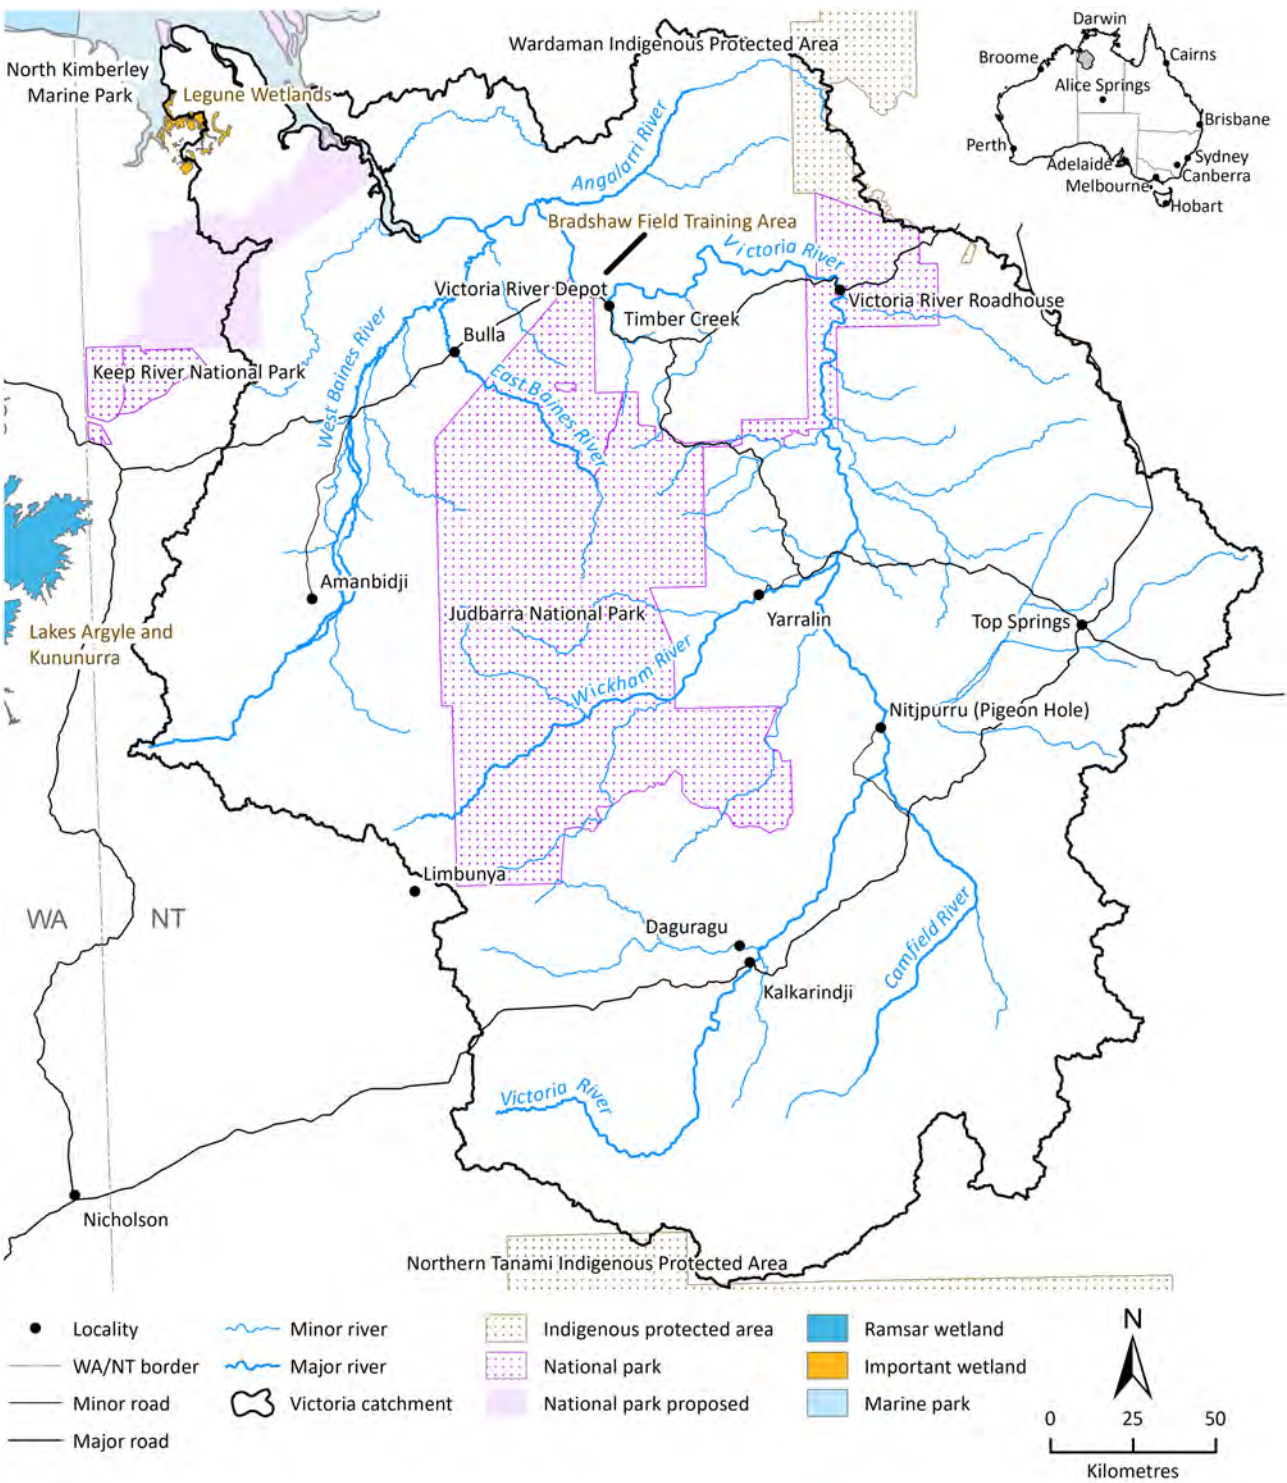 Wardaman Indigenous Protected Area
North Kimberley
Marine Park
Legune Wetlands
Angalarri River
Bradshaw Field Training Area
Victoria River
Victoria River Depot
Victoria River Roadhouse
Timber Creek
Bulla
West Baines River
East Baines River
Keep River National Park
Amanbidji
Judbarra National Park
Yarralin
Top Springs
Lakes Argyle and
Kununurra
Wickham River
Nitjpurru (Pigeon Hole)
Limbunya
WA
NT
Daguragu
Camfield River
Kalkarindji
Victoria River
Nicholson
Northern Tanami Indigenous Protected Area
Darwin
Broome
Cairns
Alice Springs
Brisbane
Perth
Adelaide
Sydney
Canberra
Melbourne
Hobart
Locality
WA/NT border
Minor road
Major road
Minor river
Major river
Victoria catchment
Indigenous protected area
National park
National park proposed
Ramsar wetland
Important wetland
Marine park
N
0 25 50
Kilometres